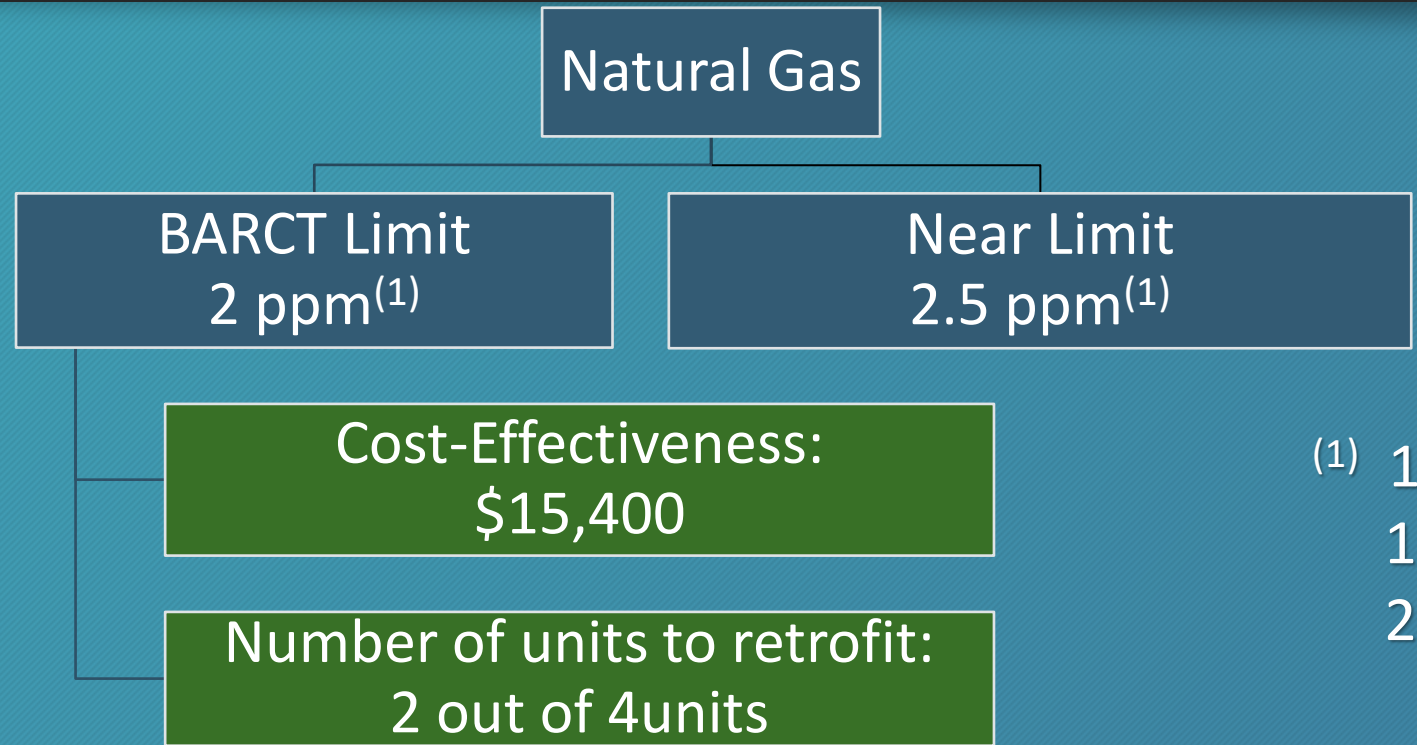 Natural Gas
BARCT Limit
2 ppm(1)
Near Limit
2.5 ppm(1)
Cost-Effectiveness:
$15,400
(1) 1
1
2
Number of units to retrofit:
2 out of 4units